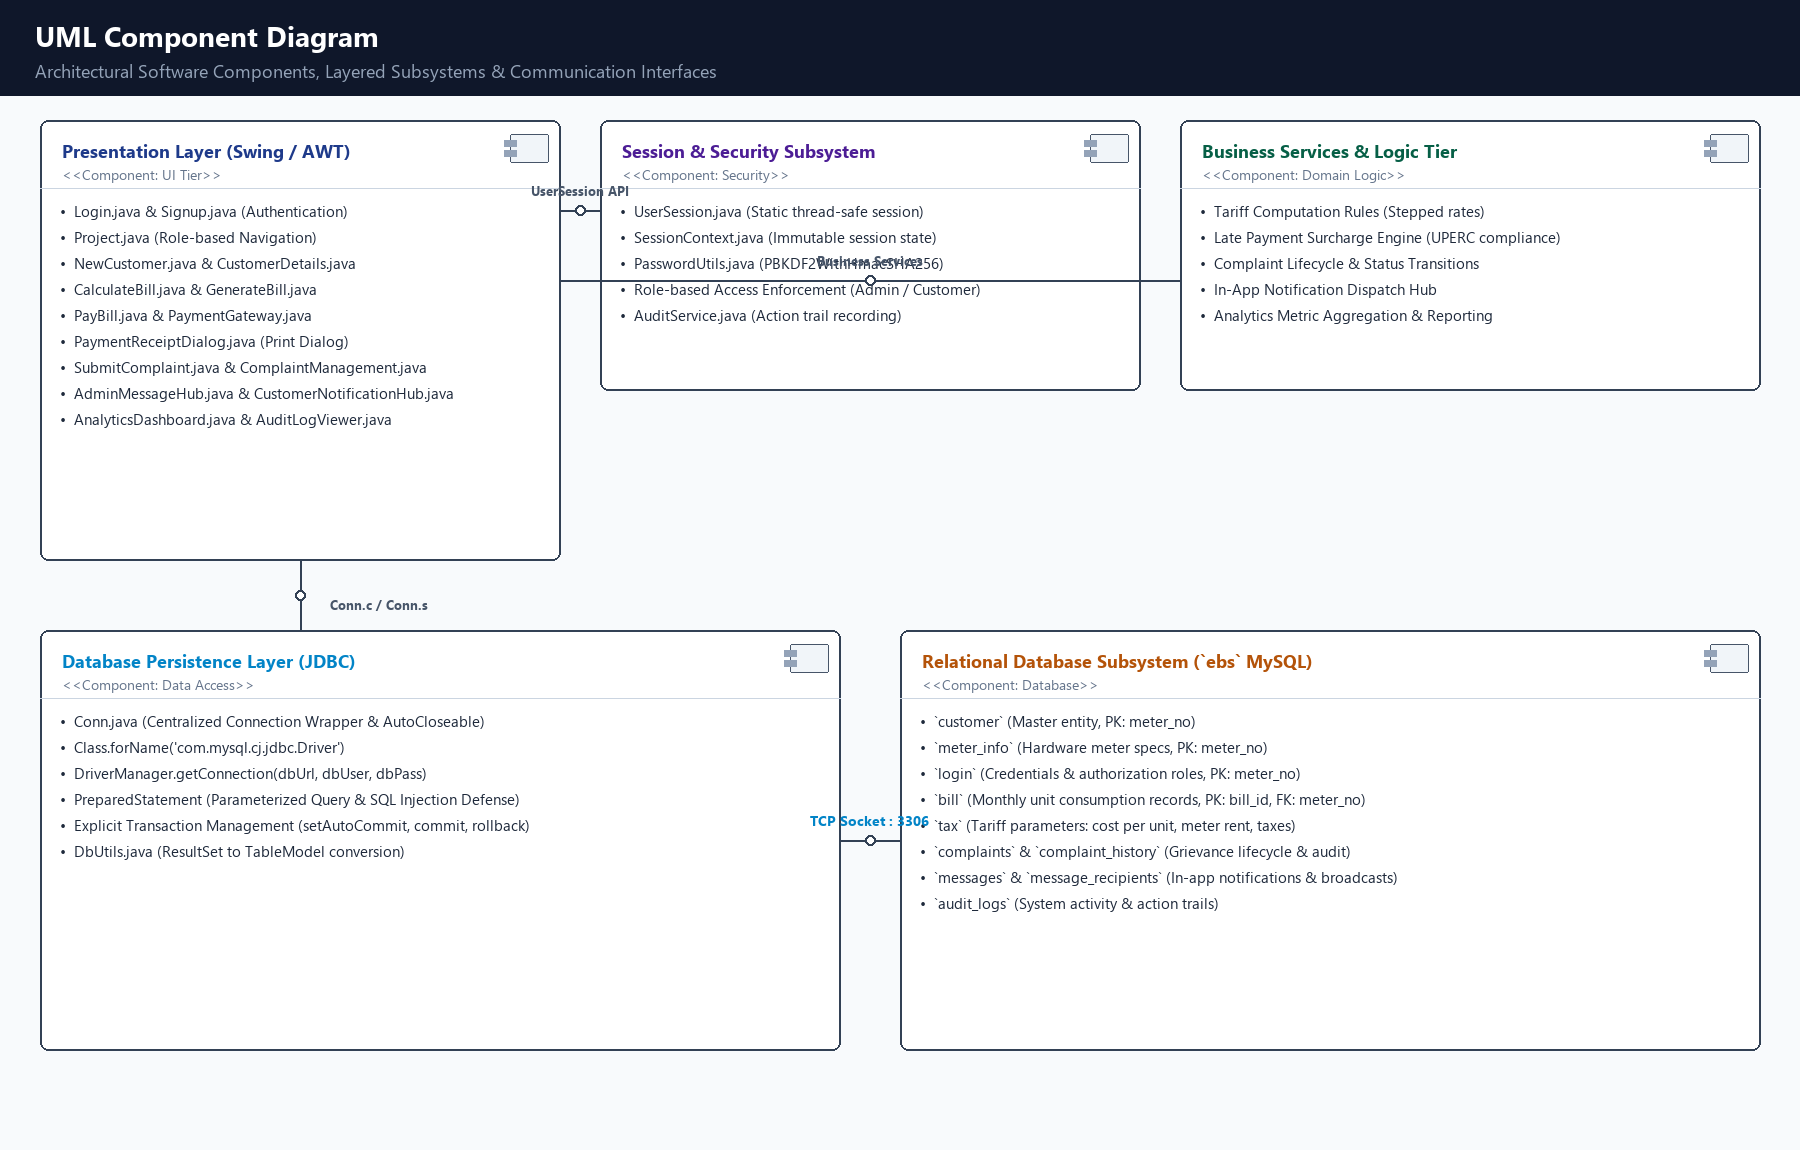 UML Component Diagram
Architectural Software Components, Layered Subsystems & Communication Interfaces
Presentation Layer (Swing / AWT)
<<Component: UI Tier>>
• Login.java & Signup.java (Authentication)
• Project.java (Role-based Navigation)
• NewCustomer.java & CustomerDetails.java
• CalculateBill.java & GenerateBill.java
• PayBill.java & PaymentGateway.java
• PaymentReceiptDialog.java (Print Dialog)
• SubmitComplaint.java & ComplaintManagement.java
• AdminMessageHub.java & CustomerNotificationHub.java
• AnalyticsDashboard.java & AuditLogViewer.java
UserSession API
Session & Security Subsystem
<<Component: Security>>
• UserSession.java (Static thread-safe session)
• SessionContext.java (Immutable session state)
• PasswordUtils.java (PBKDF2WithHmacSHA256)
• Role-based Access Enforcement (Admin / Customer)
• AuditService.java (Action trail recording)
Business Services
Business Services & Logic Tier
<<Component: Domain Logic>>
• Tariff Computation Rules (Stepped rates)
• Late Payment Surcharge Engine (UPERC compliance)
• Complaint Lifecycle & Status Transitions
• In-App Notification Dispatch Hub
• Analytics Metric Aggregation & Reporting
Conn.c / Conn.s
Database Persistence Layer (JDBC)
<<Component: Data Access>>
• Conn.java (Centralized Connection Wrapper & AutoCloseable)
• Class.forName('com.mysql.cj.jdbc.Driver')
• DriverManager.getConnection(dbUrl, dbUser, dbPass)
• PreparedStatement (Parameterized Query & SQL Injection Defense)
• Explicit Transaction Management (setAutoCommit, commit, rollback)
• DbUtils.java (ResultSet to TableModel conversion)
TCP Socket : 3306
Relational Database Subsystem (`ebs` MySQL)
<<Component: Database>>
• `customer` (Master entity, PK: meter_no)
• `meter_info` (Hardware meter specs, PK: meter_no)
• `login` (Credentials & authorization roles, PK: meter_no)
• `bill` (Monthly unit consumption records, PK: bill_id, FK: meter_no)
• `tax` (Tariff parameters: cost per unit, meter rent, taxes)
• `complaints` & `complaint_history` (Grievance lifecycle & audit)
• `messages` & `message_recipients` (In-app notifications & broadcasts)
• `audit_logs` (System activity & action trails)